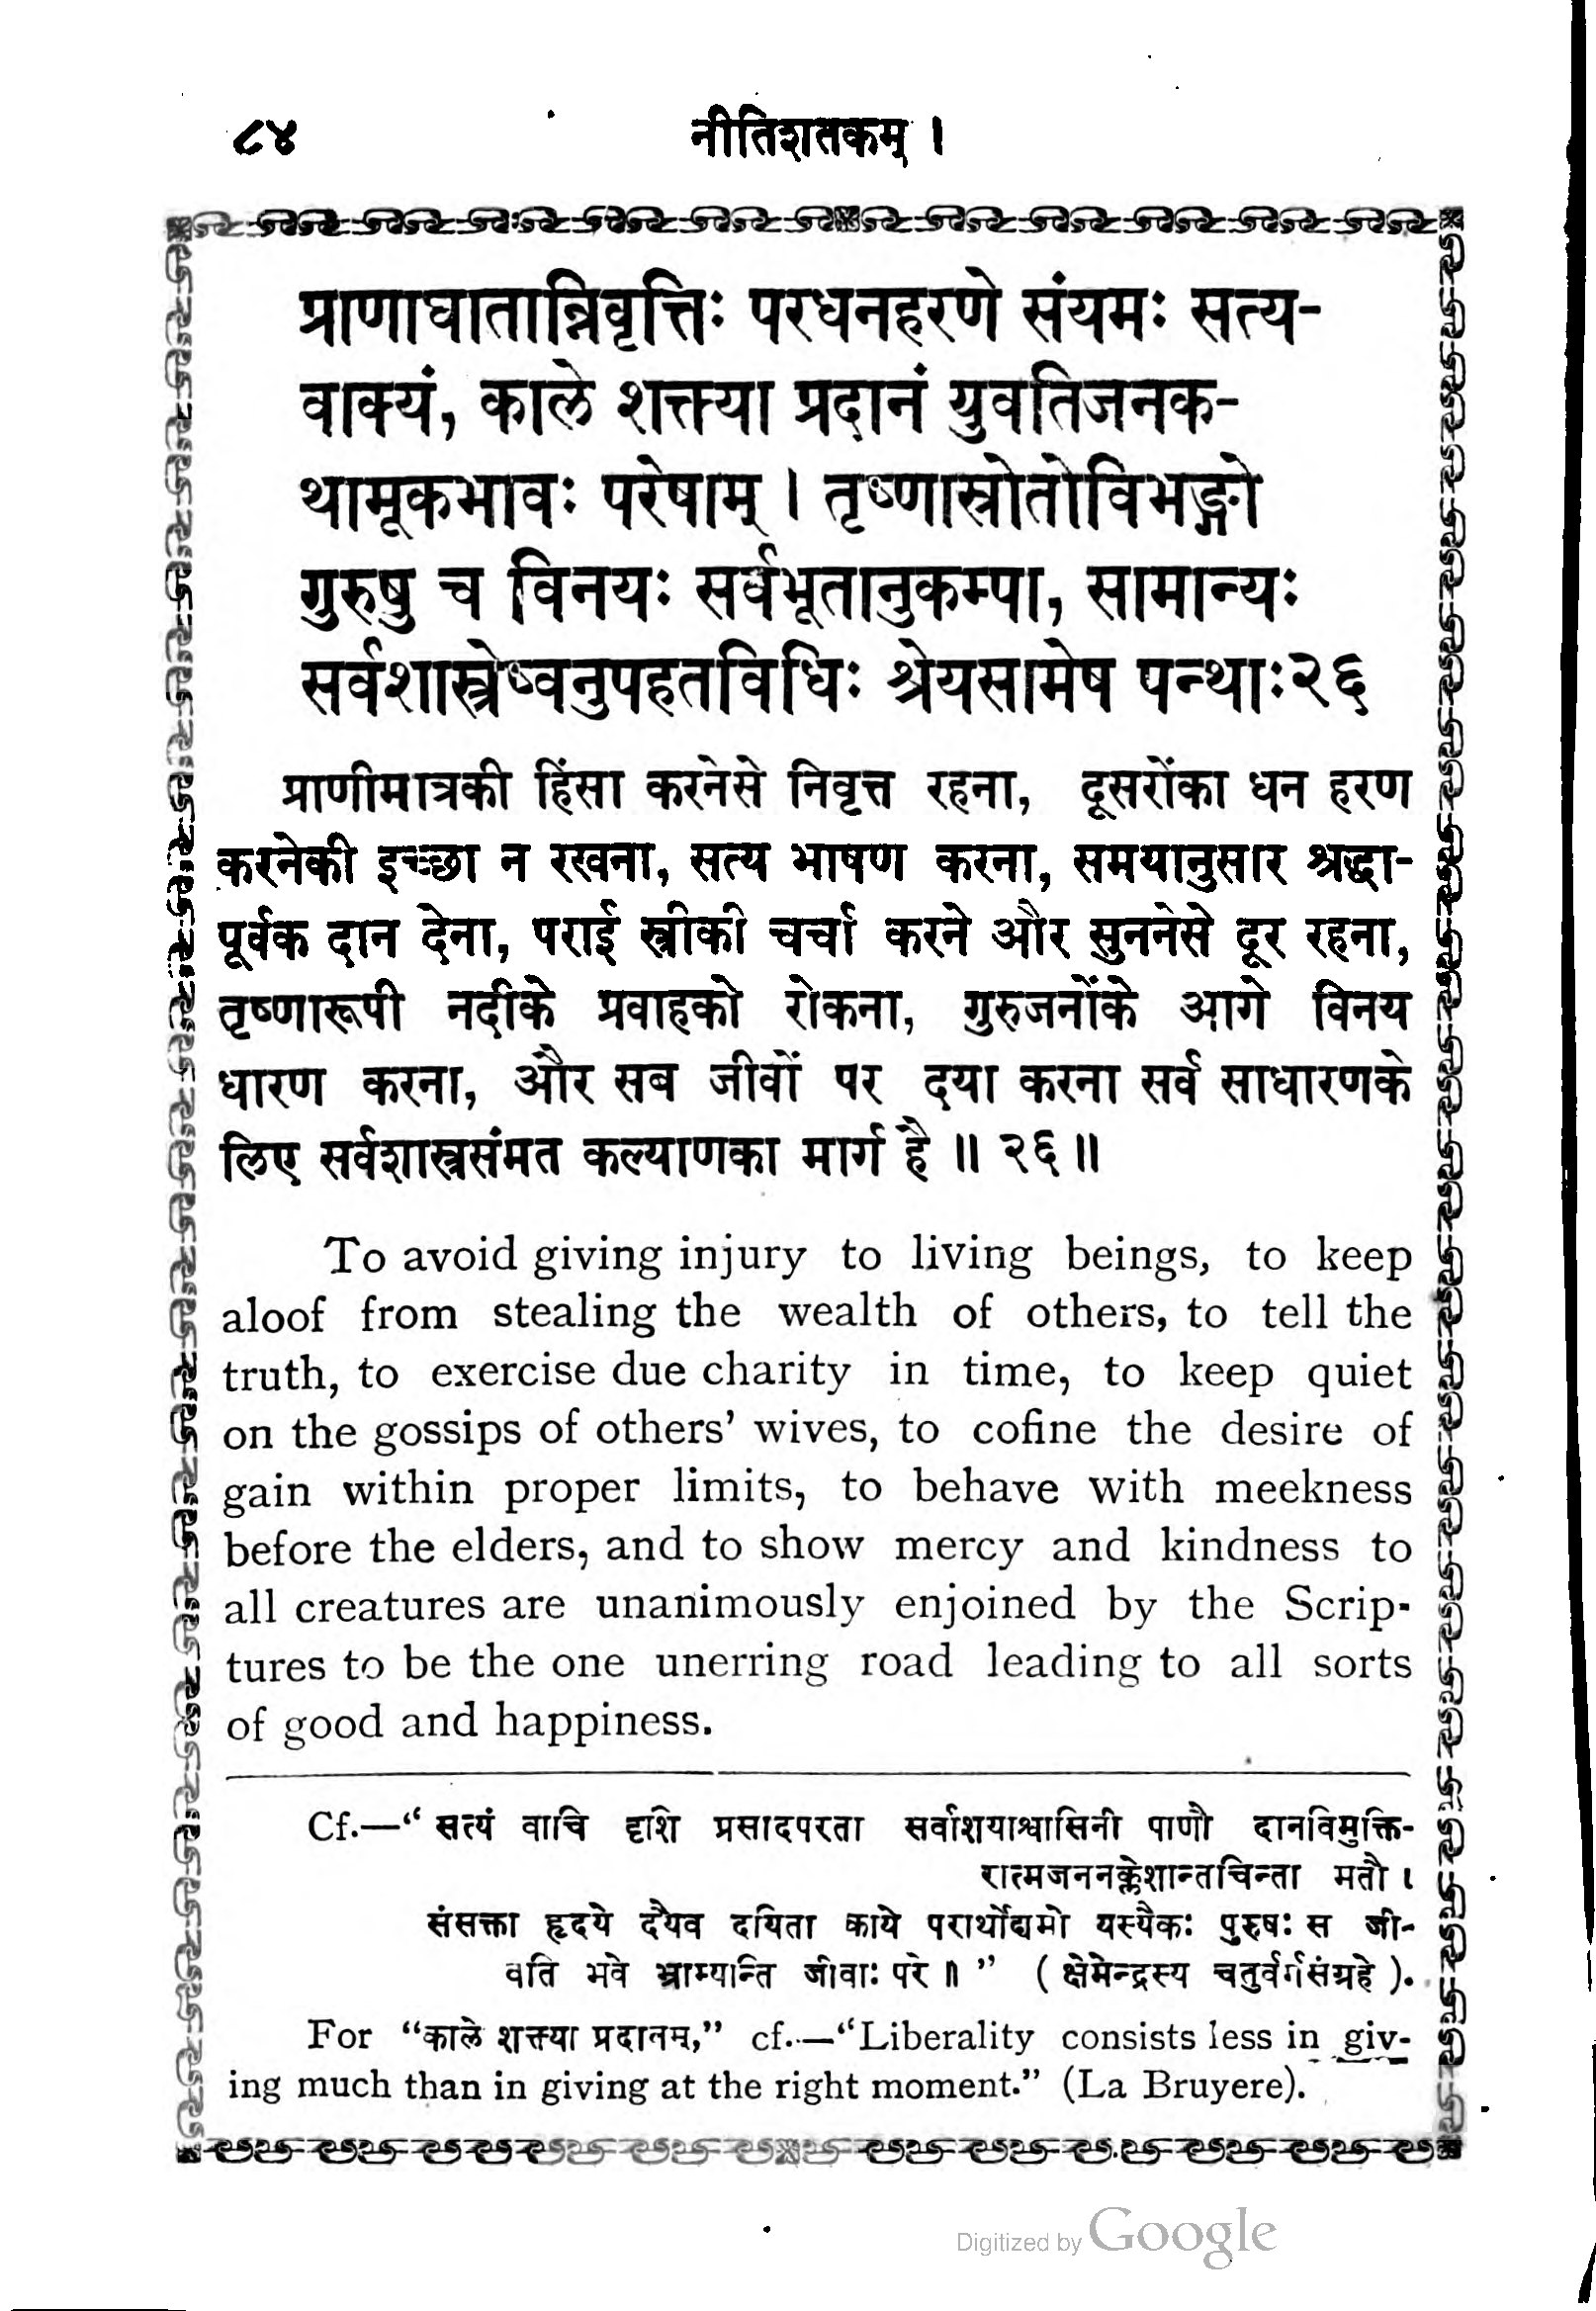 ८४
नीतिशतकम् ।
प्राणाघातान्निवृत्तिः परधनहरणे संयमः सत्य-
वाक्यं, काले शक्त्या प्रदानं युवतिजनक-
थामूकभावः परेषाम् । तृष्णास्रोतोविभङ्गो
गुरुषु च विनयः सर्वभूतानुकम्पा, सामान्यः
सर्वशास्त्रेष्वनुपहतविधिः श्रेयसामेष पन्थाः२६
प्राणीमात्रकी हिंसा करनेसे निवृत्त रहना, दूसरोंका धन हरण
करनेकी इच्छा न रखना, सत्य भाषण करना, समयानुसार श्रद्धा-
पूर्वक दान देना, पराई स्त्रीकी चर्चा करने और सुननेसे दूर रहना,
तृष्णारूपी नदीके प्रवाहको रोकना, गुरुजनोंके आगे विनय
धारण करना, और सब जीवों पर दया करना सर्व साधारणके
लिए सर्वशास्त्रसंमत कल्याणका मार्ग है ॥ २६ ॥
To avoid giving injury to living beings, to keep
aloof from stealing the wealth of others, to tell the
truth, to exercise due charity in time, to keep quiet
on the gossips of others’ wives, to cofine the desire of
gain within proper limits, to behave with meekness
before the elders, and to show mercy and kindness to
all creatures are unanimously enjoined by the Scrip-
tures to be the one unerring road leading to all sorts
of good and happiness.
Cf.—“ सत्यं वाचि दृशि प्रसादपरता सर्वाशयाश्वासिनी पाणौ दानविमुक्ति-
रात्मजननक्लेशान्तचिन्ता मतौ ।
संसक्ता हृदये दयैव दयिता काये परार्थोद्यमो यस्यैकः पुरुषः स जी-
वति भवे भ्राम्यान्ति जीवाः परे ॥ ” ( क्षेमेन्द्रस्य चतुर्वर्गसंग्रहे ).
For “काले शक्त्या प्रदानम्,” cf.—“Liberality consists less in giv-
ing much than in giving at the right moment.” (La Bruyere).
Digitized by Google